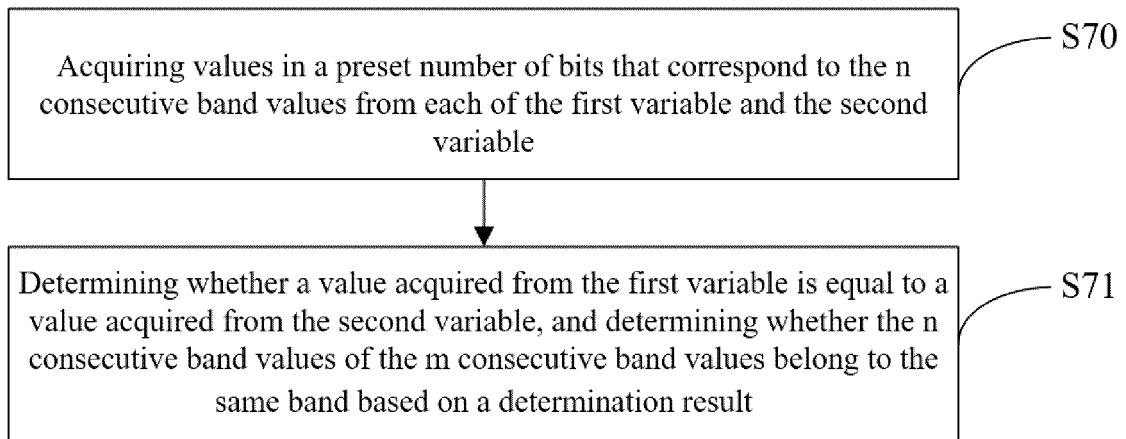 S70
Acquiring values in a preset number of bits that correspond to the n
consecutive band values from each of the first variable and the second
variable
S71
Determining whether a value acquired from the first variable is equal to a
value acquired from the second variable, and determining whether the n
consecutive band values of the m consecutive band values belong to the
same band based on a determination result